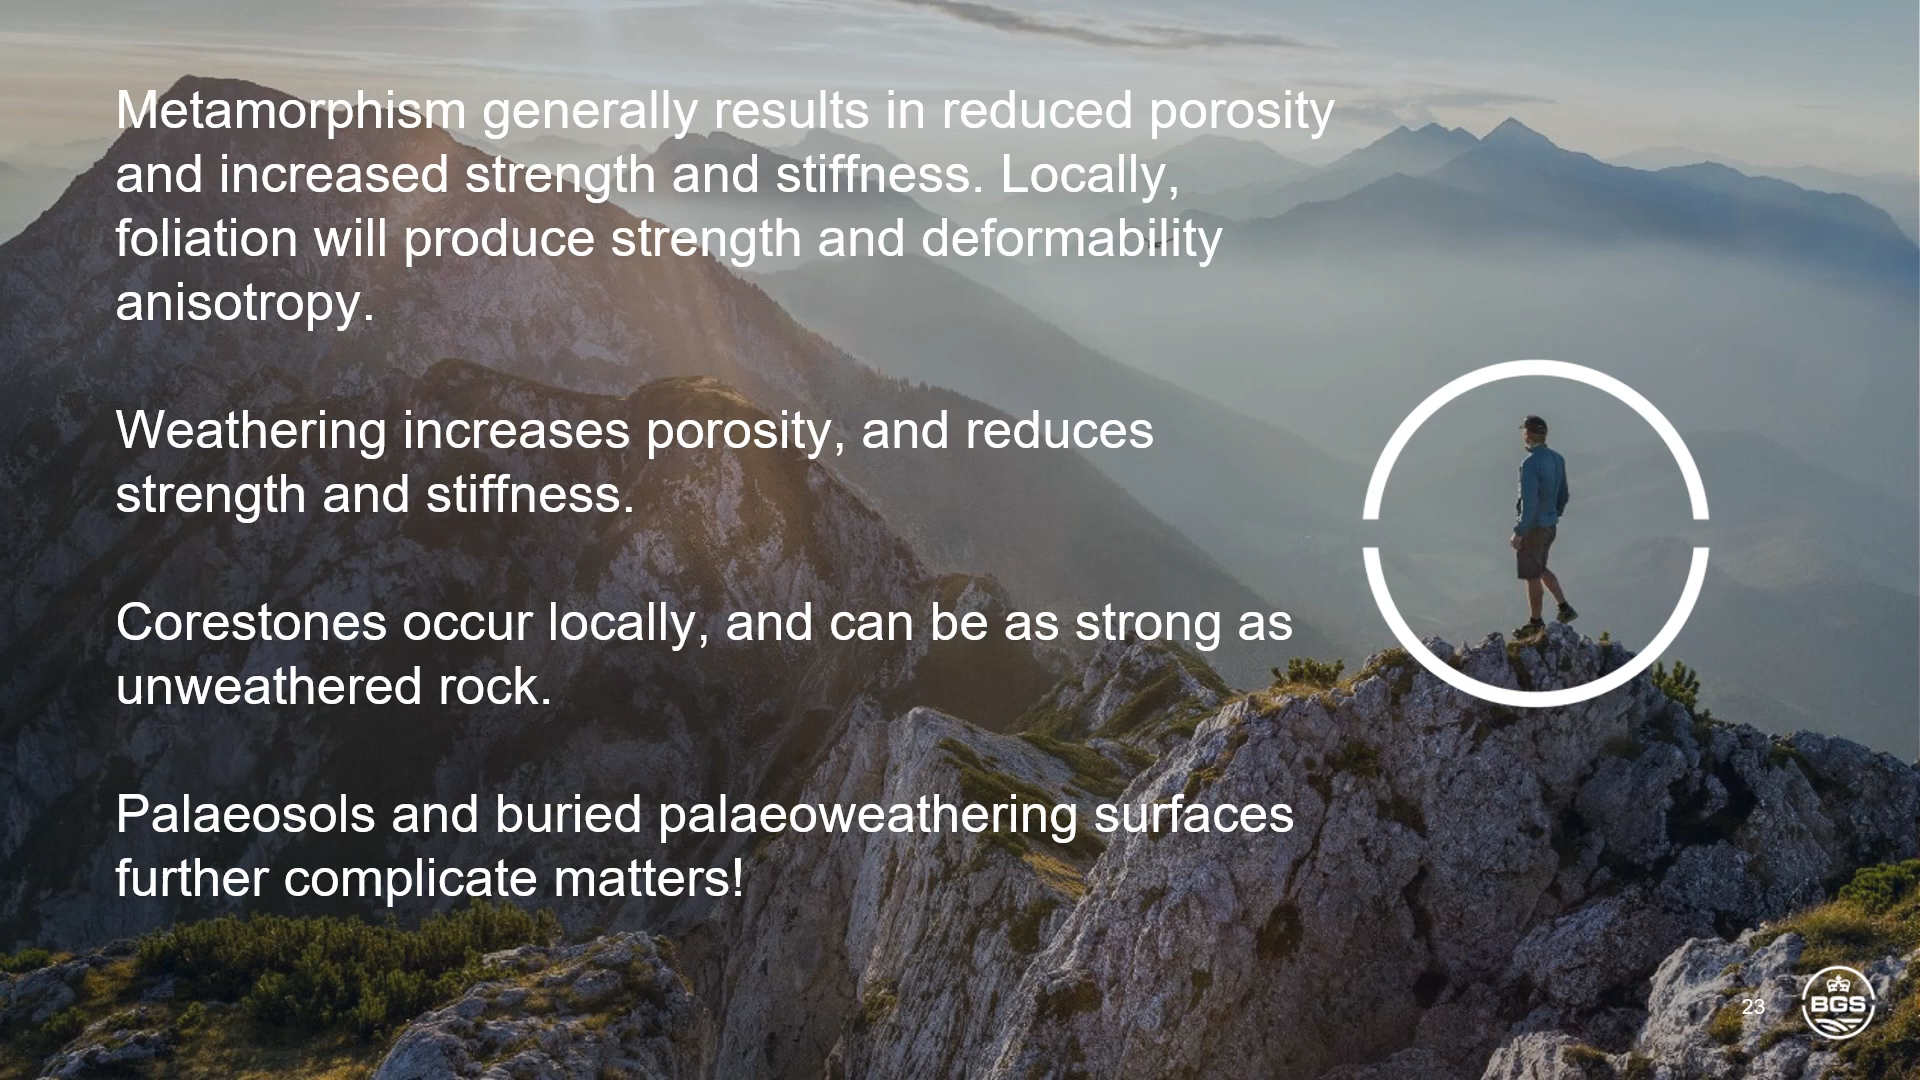 Metamorphism generally results in reduced porosity
and increased strength and stiffness. Locally,
foliation will produce strength and deformability
anisotropy.
Weathering increases porosity, and reduces
strength and stiffness.
Corestones occur locally, and can be as strong as
unweathered rock.
Palaeosols and buried palaeoweathering surfaces
further complicate matters!
23
BGS